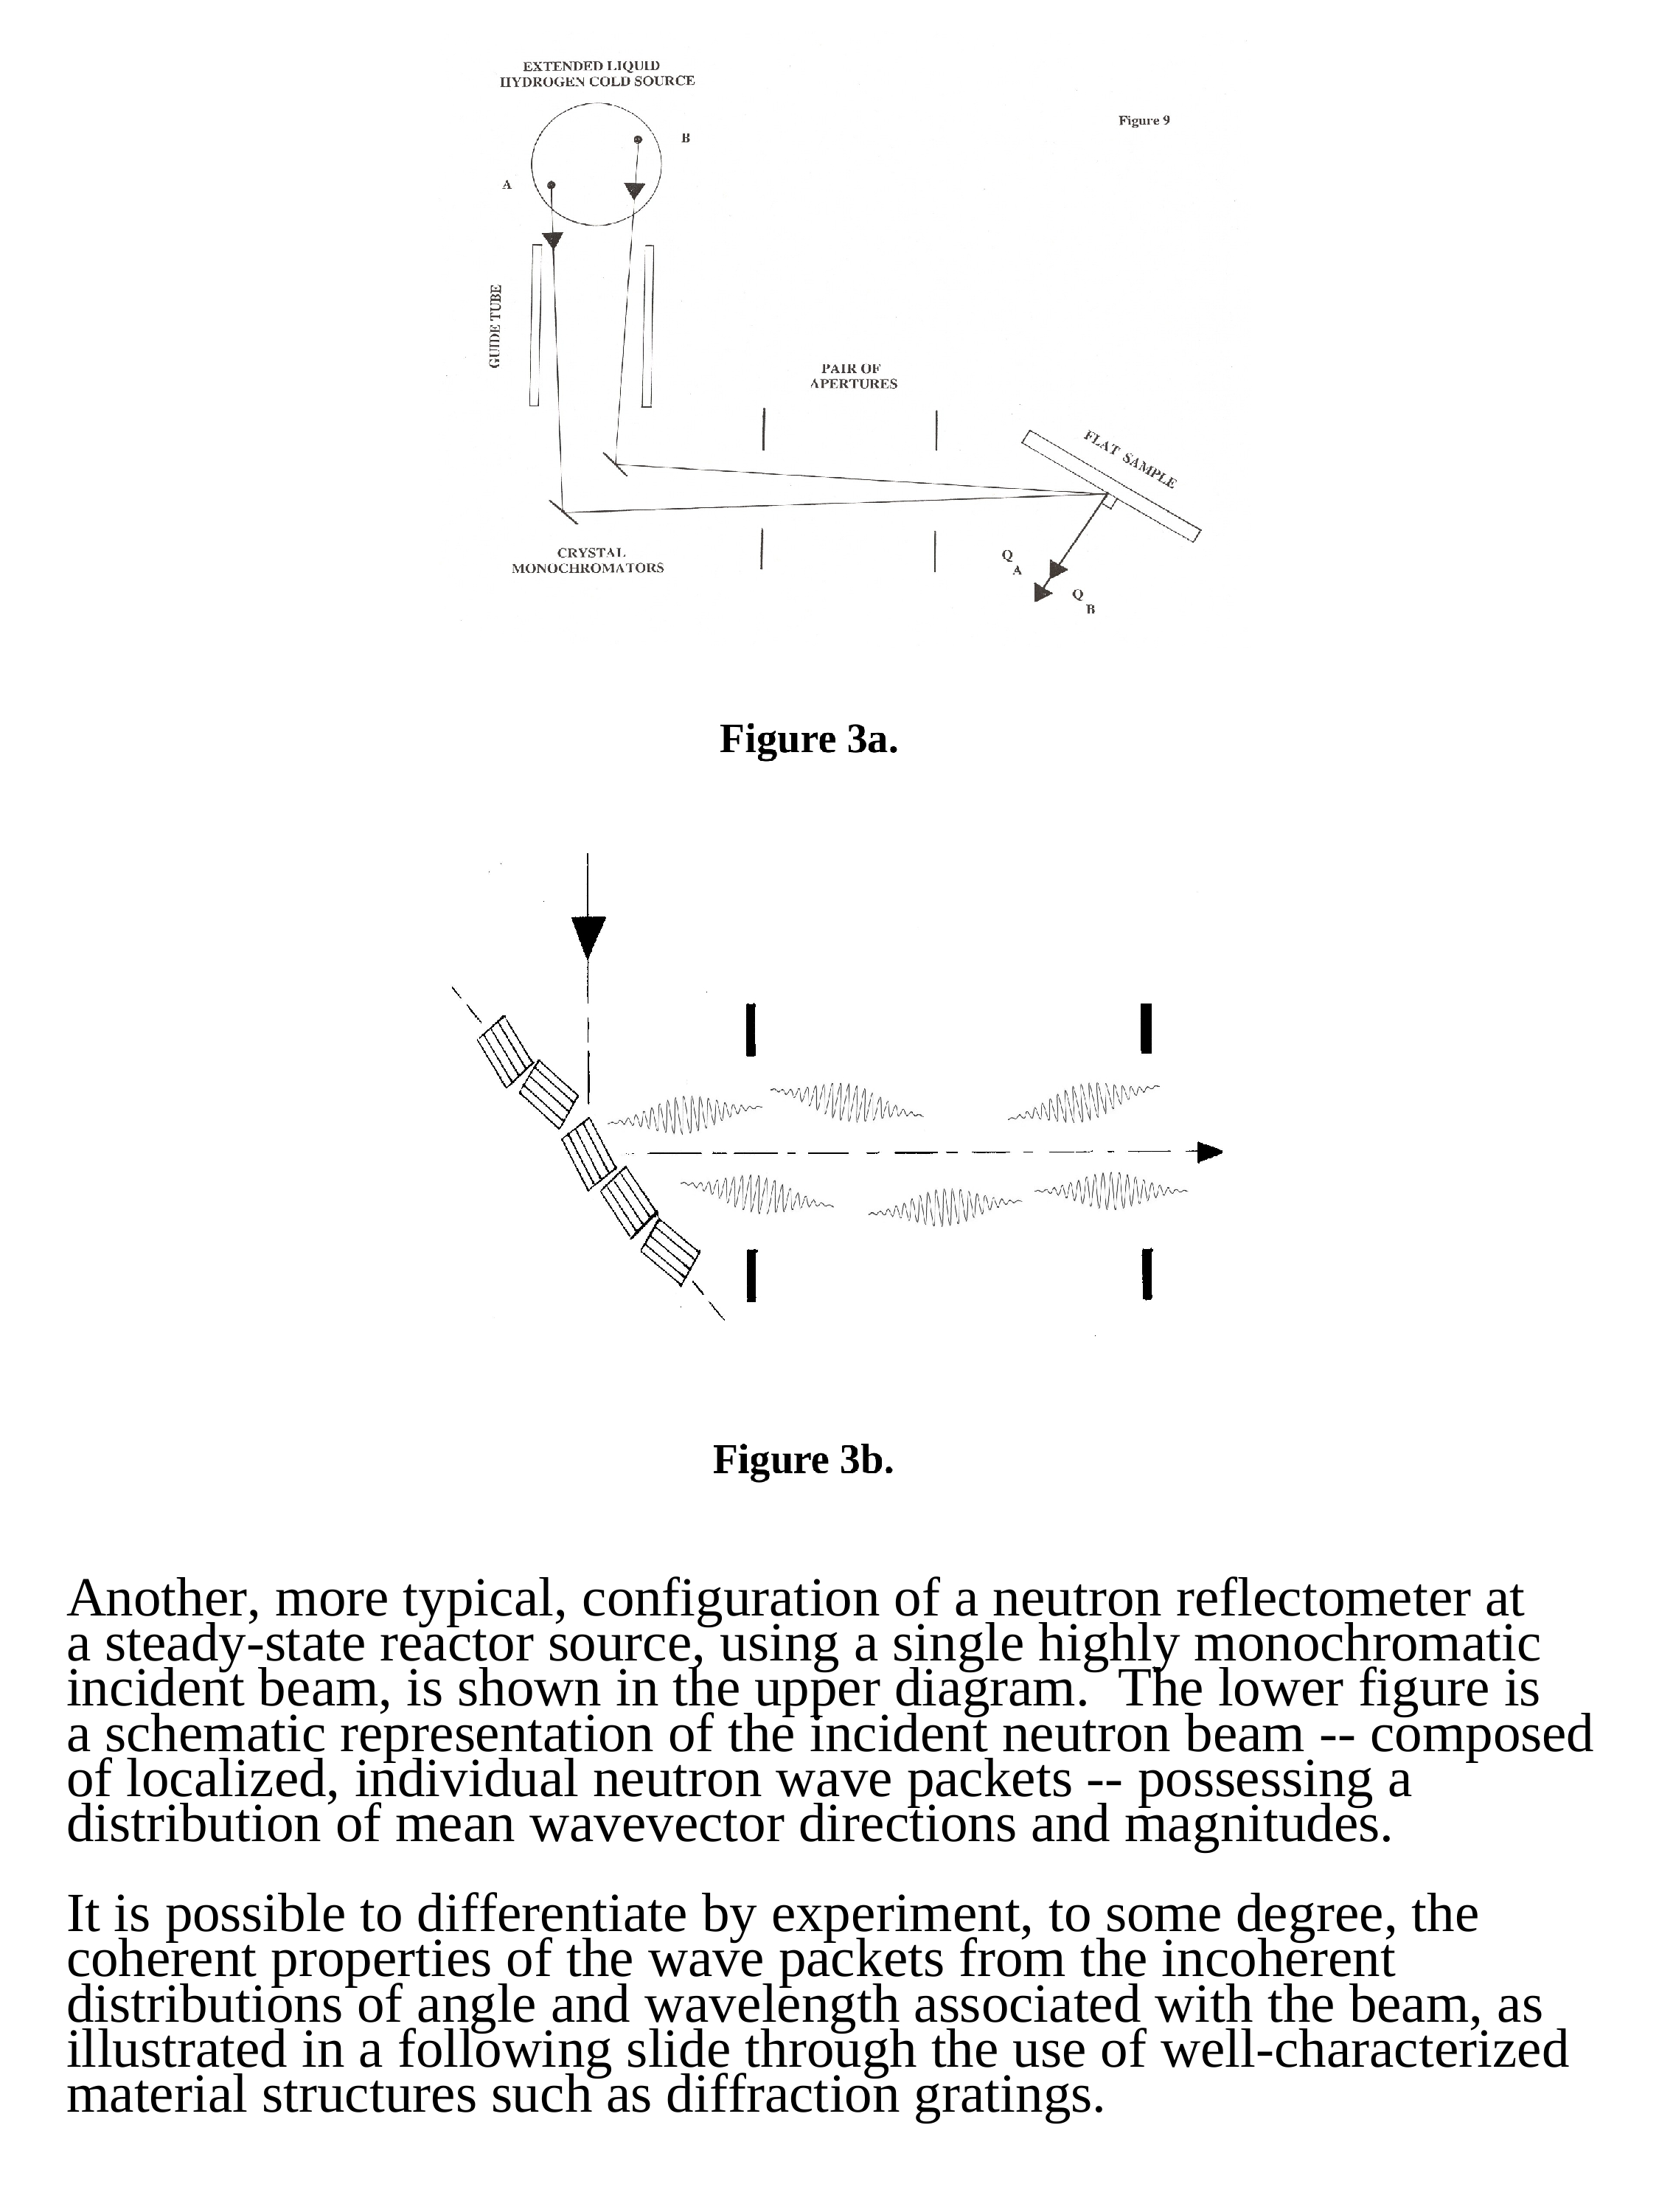 EXTENDED LIQUID
HYDROGEN COLD SOURCE
Figure 9
B
A
GUIDE TUBE
PAIR OF
APERTURES
FLAT SAMPLE
CRYSTAL
MONOCHROMATORS
Q
A
Q
B
Figure 3a.
Figure 3b.
Another, more typical, configuration of a neutron reflectometer at
a steady-state reactor source, using a single highly monochromatic
incident beam, is shown in the upper diagram.  The lower figure is
a schematic representation of the incident neutron beam -- composed
of localized, individual neutron wave packets -- possessing a
distribution of mean wavevector directions and magnitudes.
It is possible to differentiate by experiment, to some degree, the
coherent properties of the wave packets from the incoherent
distributions of angle and wavelength associated with the beam, as
illustrated in a following slide through the use of well-characterized
material structures such as diffraction gratings.